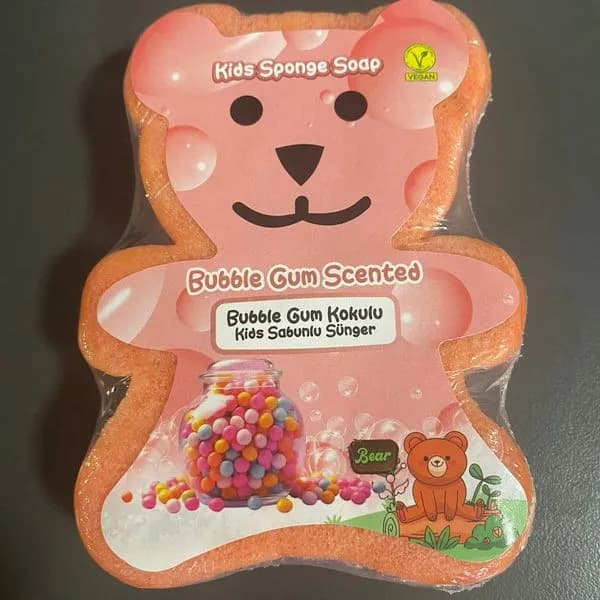 Kids Sponge Soap
VEGAN
Bubble Gum Scented
Bubble Gum Kokulu
Kids Sabunlu Sünger
Bear